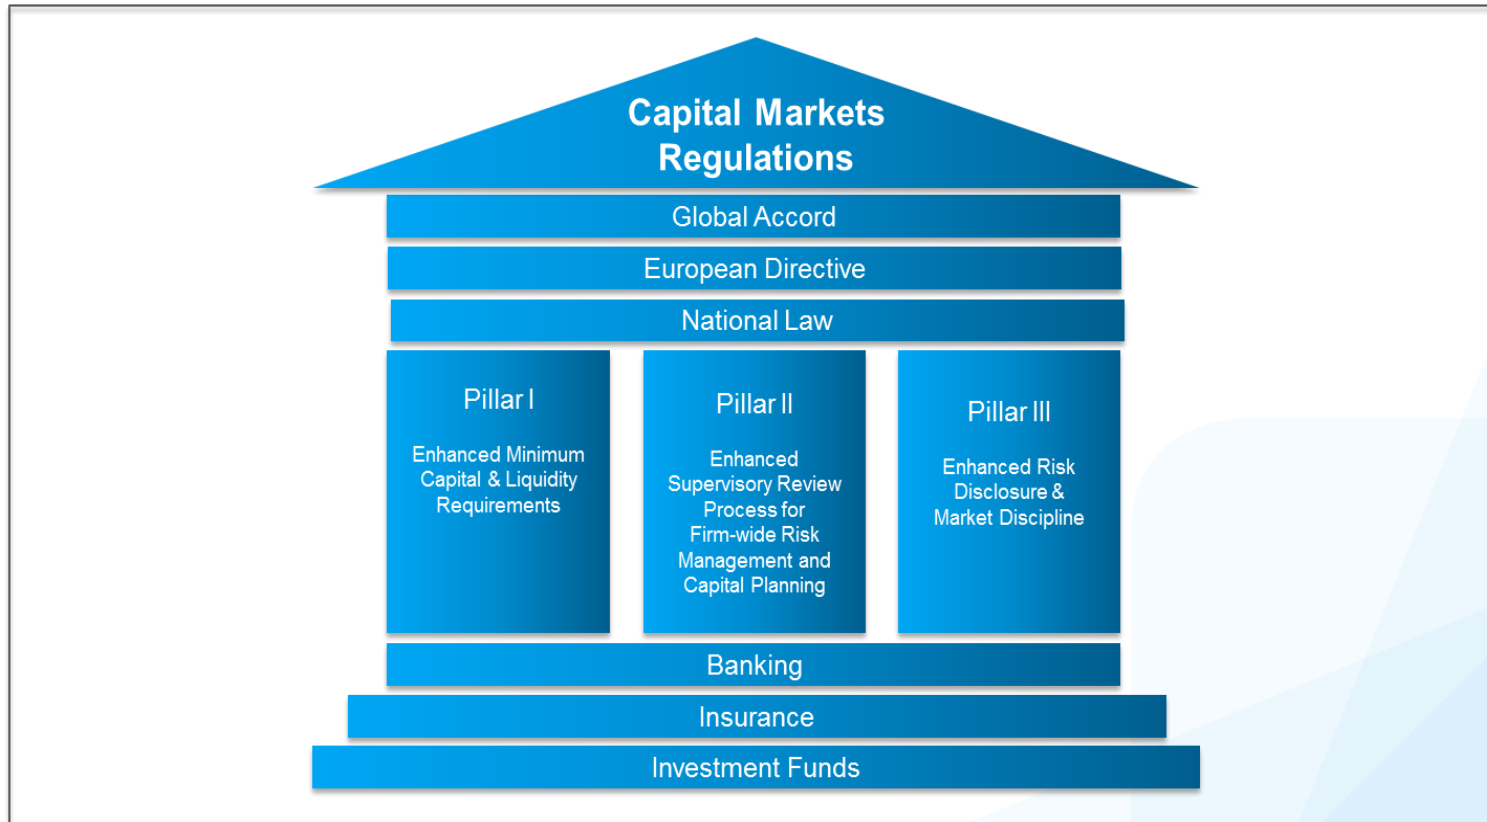 Capital Markets
Regulations
Global Accord
European Directive
National Law
Pillar I
Enhanced Minimum
Capital & Liquidity
Requirements
Pillar II
Enhanced
Supervisory Review
Process for
Firm-wide Risk
Management and
Capital Planning
Pillar III
Enhanced Risk
Disclosure &
Market Discipline
Banking
Insurance
Investment Funds